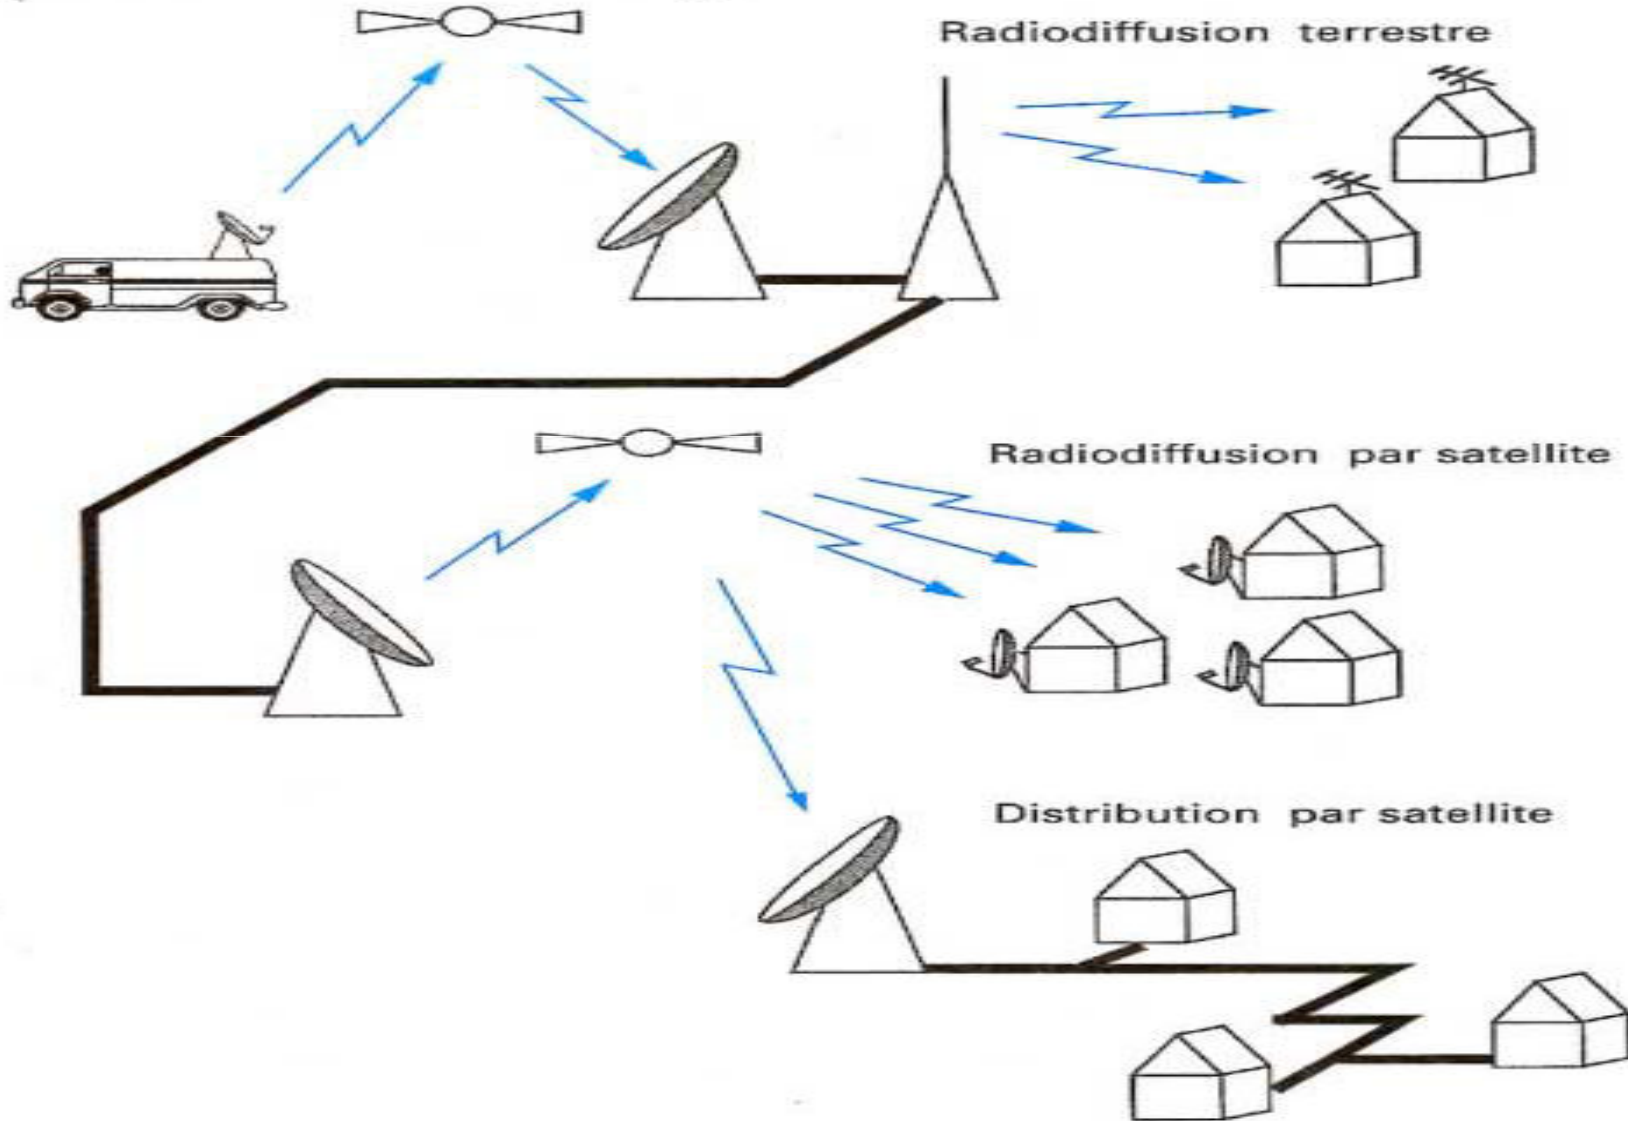 Radiodiffusion terrestre
Radiodiffusion par satellite
Distribution par satellite